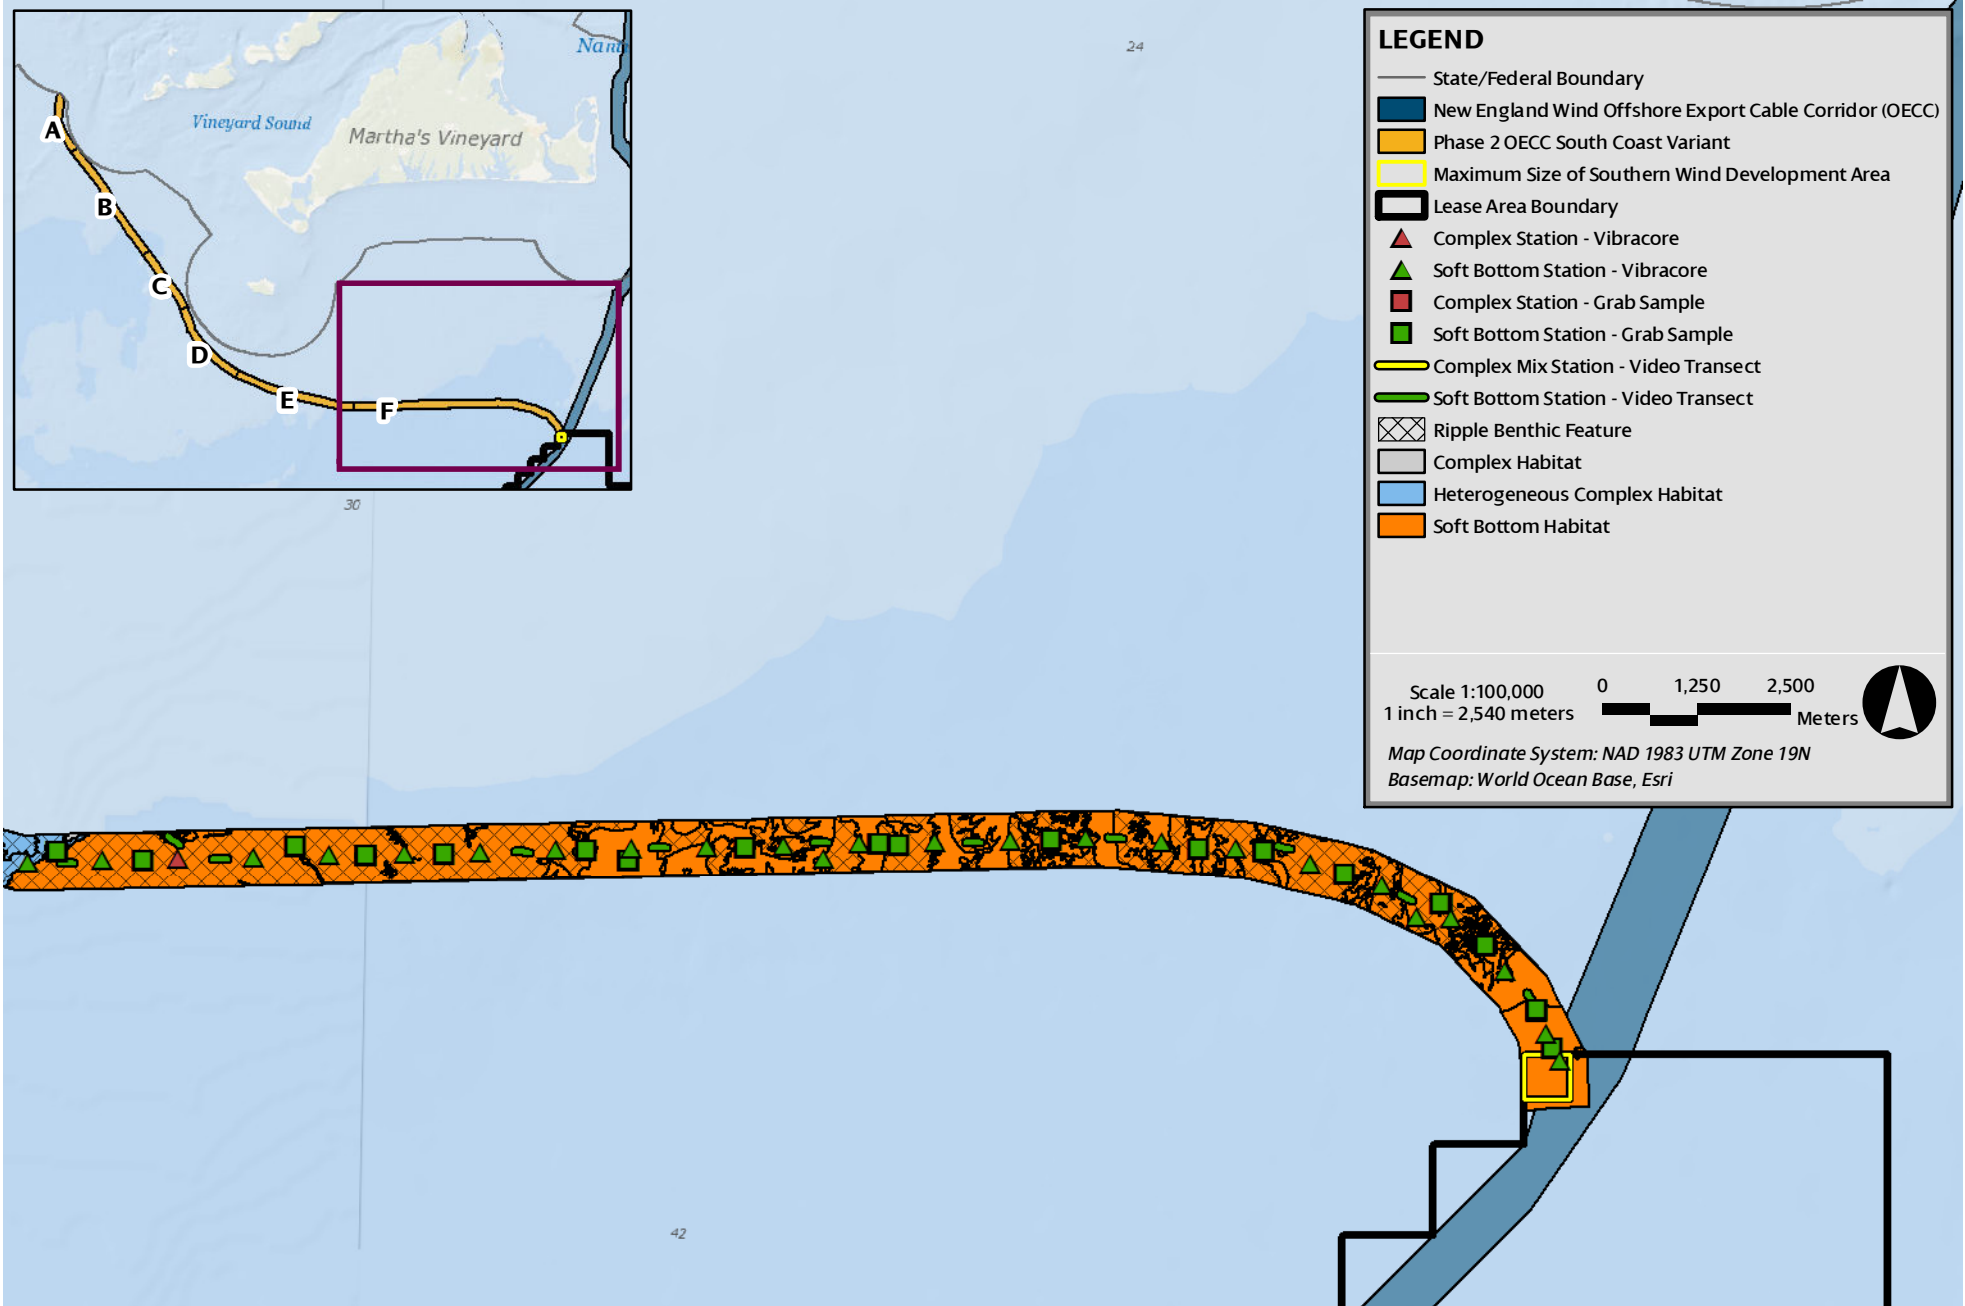 Nan
Vineyard Sound
Martha's Vineyard
A
B
C
D
E
F
24
30
42
LEGEND
State/Federal Boundary
New England Wind Offshore Export Cable Corridor (OECC)
Phase 2 OECC South Coast Variant
Maximum Size of Southern Wind Development Area
Lease Area Boundary
Complex Station - Vibracore
Soft Bottom Station - Vibracore
Complex Station - Grab Sample
Soft Bottom Station - Grab Sample
Complex Mix Station - Video Transect
Soft Bottom Station - Video Transect
Ripple Benthic Feature
Complex Habitat
Heterogeneous Complex Habitat
Soft Bottom Habitat
Scale 1:100,000
1 inch = 2,540 meters
0 1,250 2,500
Meters
Map Coordinate System: NAD 1983 UTM Zone 19N
Basemap: World Ocean Base, Esri